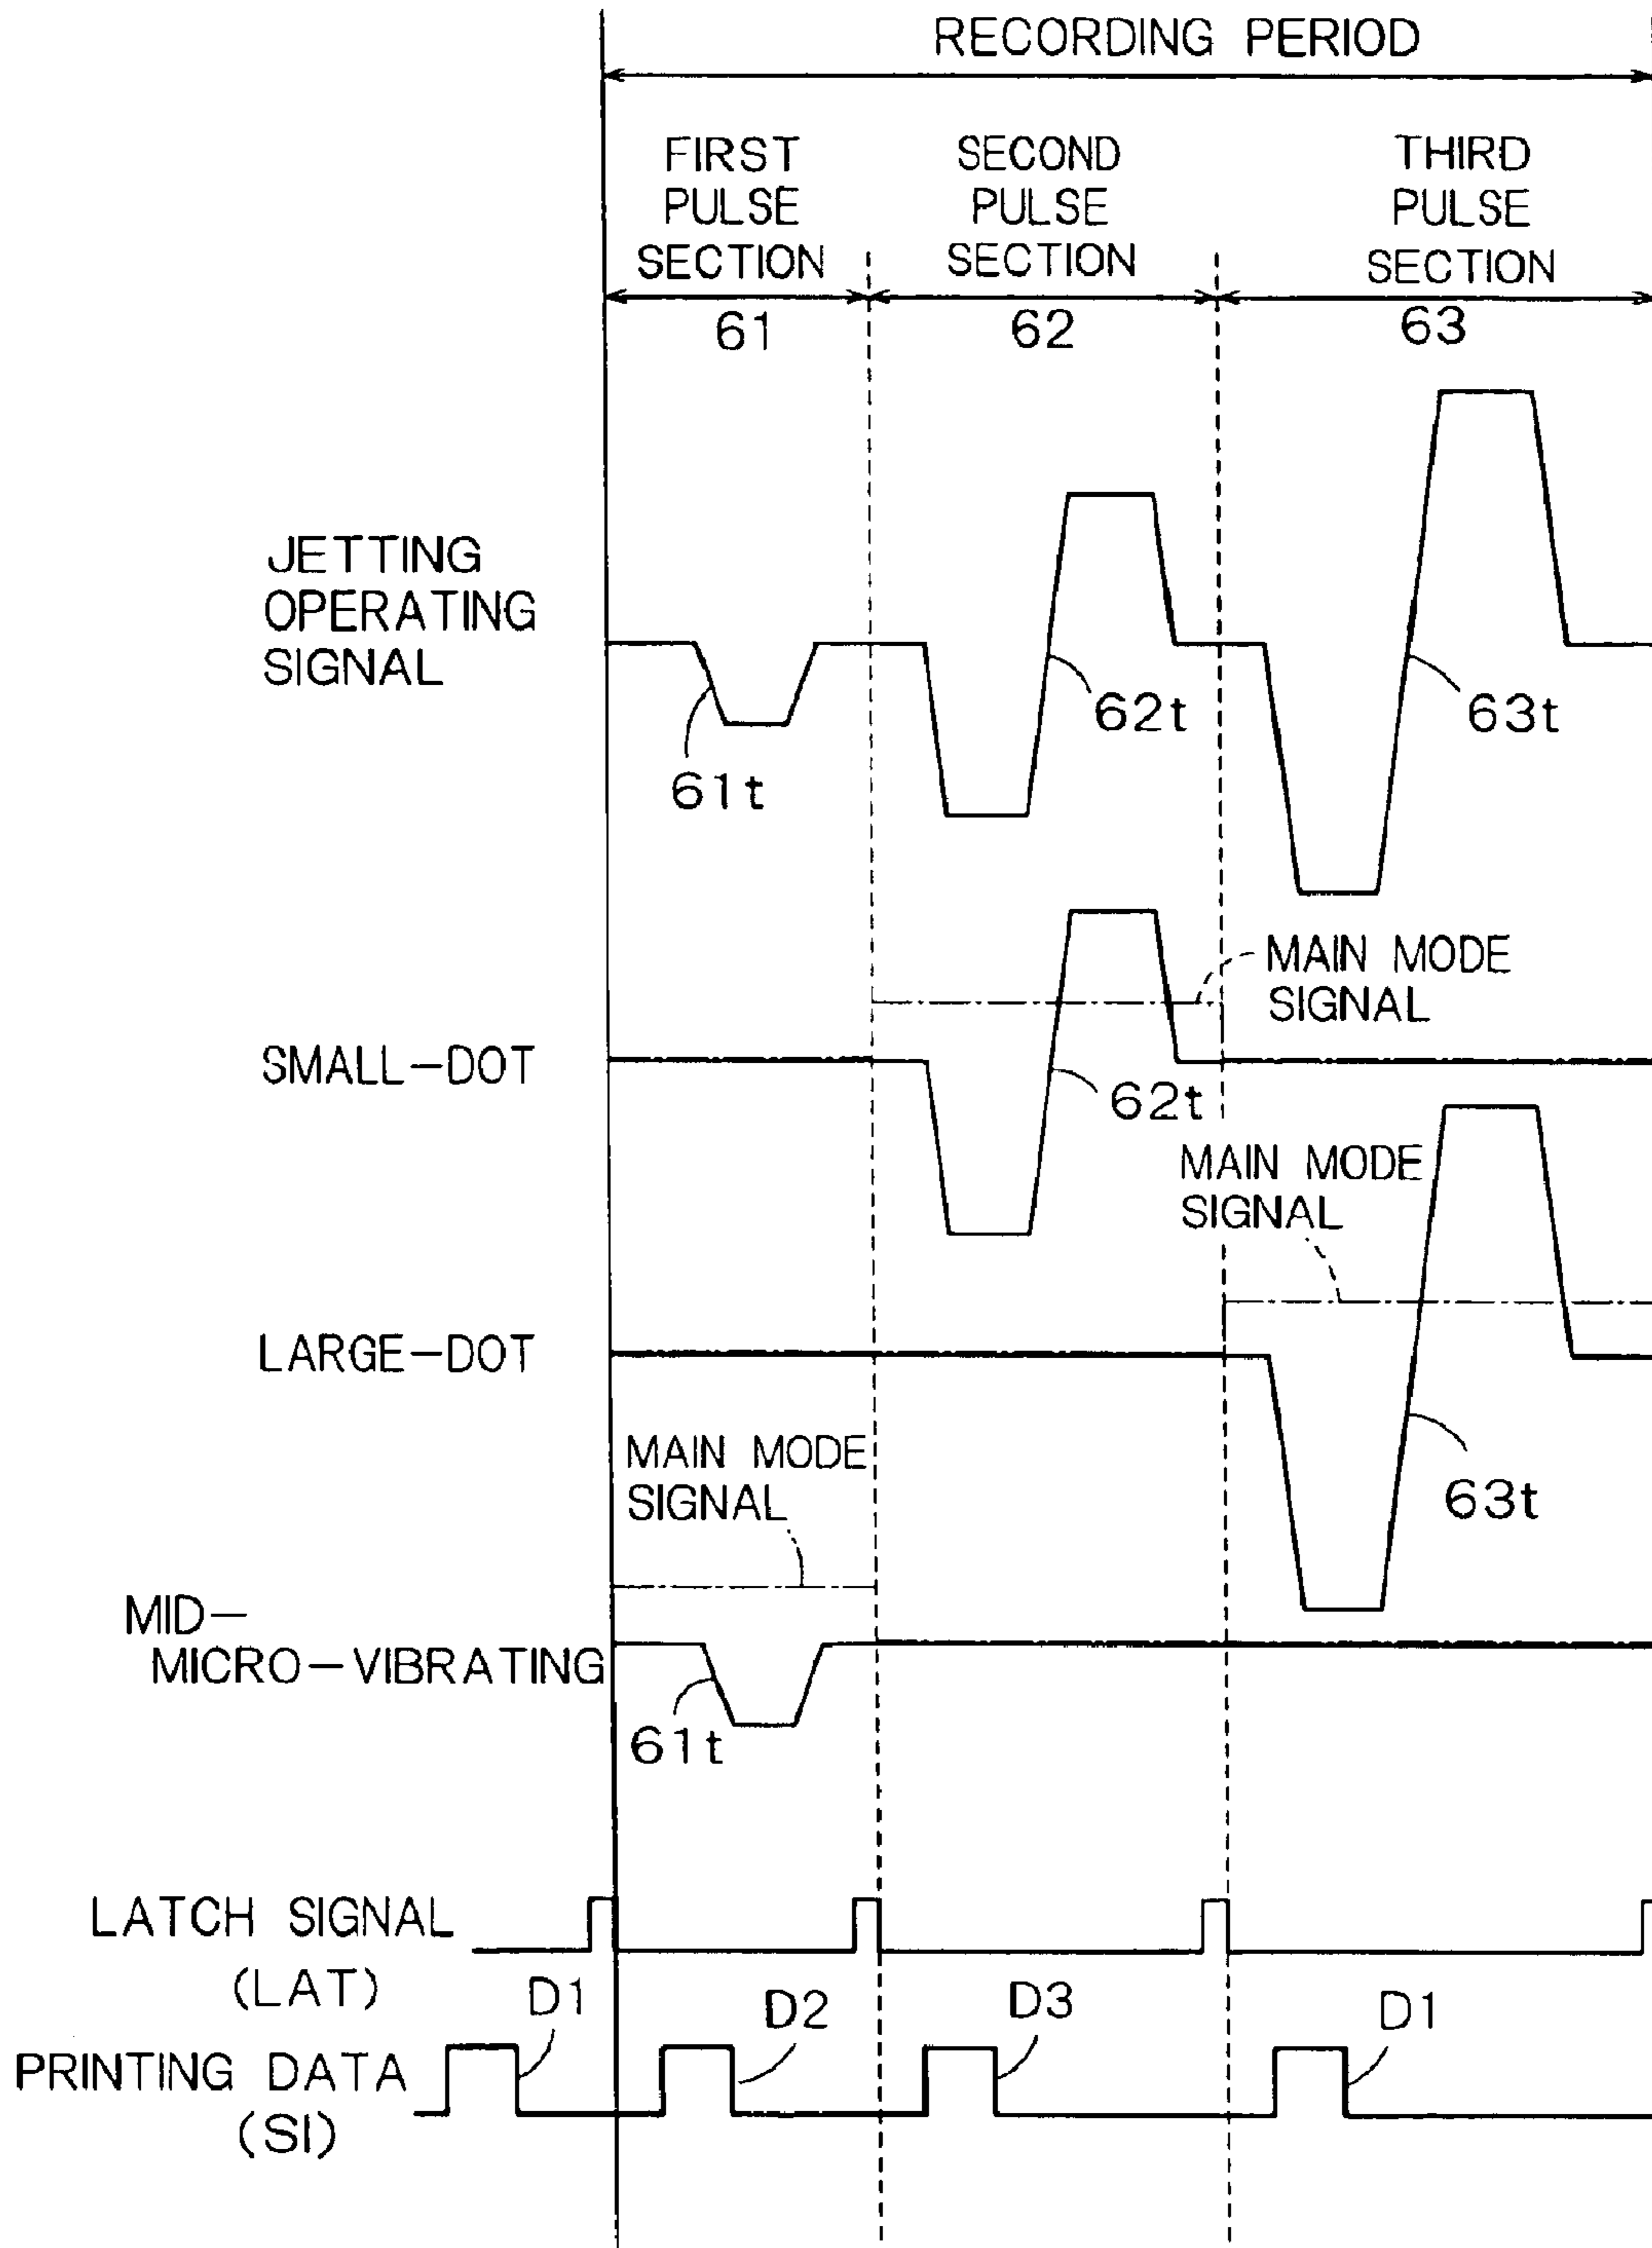 RECORDING PERIOD
FIRST
PULSE
SECTION
SECOND
PULSE
SECTION
THIRD
PULSE
SECTION
61
62
63
JETTING
OPERATING
SIGNAL
61t
62t
63t
MAIN MODE
SIGNAL
SMALL-DOT
62t
MAIN MODE
SIGNAL
LARGE-DOT
63t
MAIN MODE
SIGNAL
MID-
MICRO-VIBRATING
61t
LATCH SIGNAL
(LAT)
D1
D2
D3
D1
PRINTING DATA
(SI)